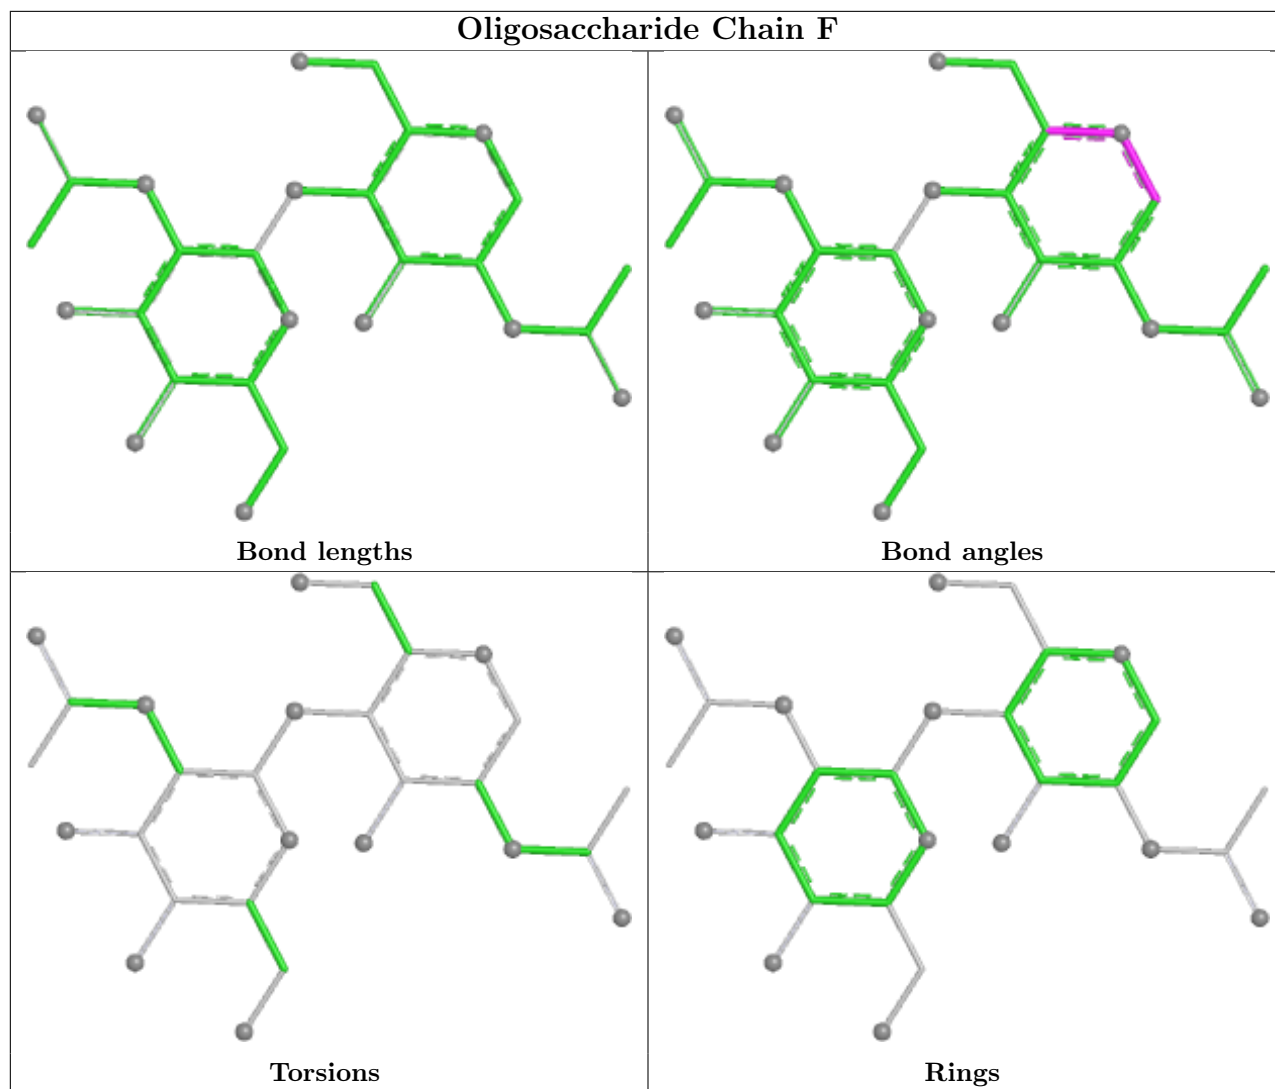 Oligosaccharide Chain F
Bond lengths
Bond angles
Torsions
Rings